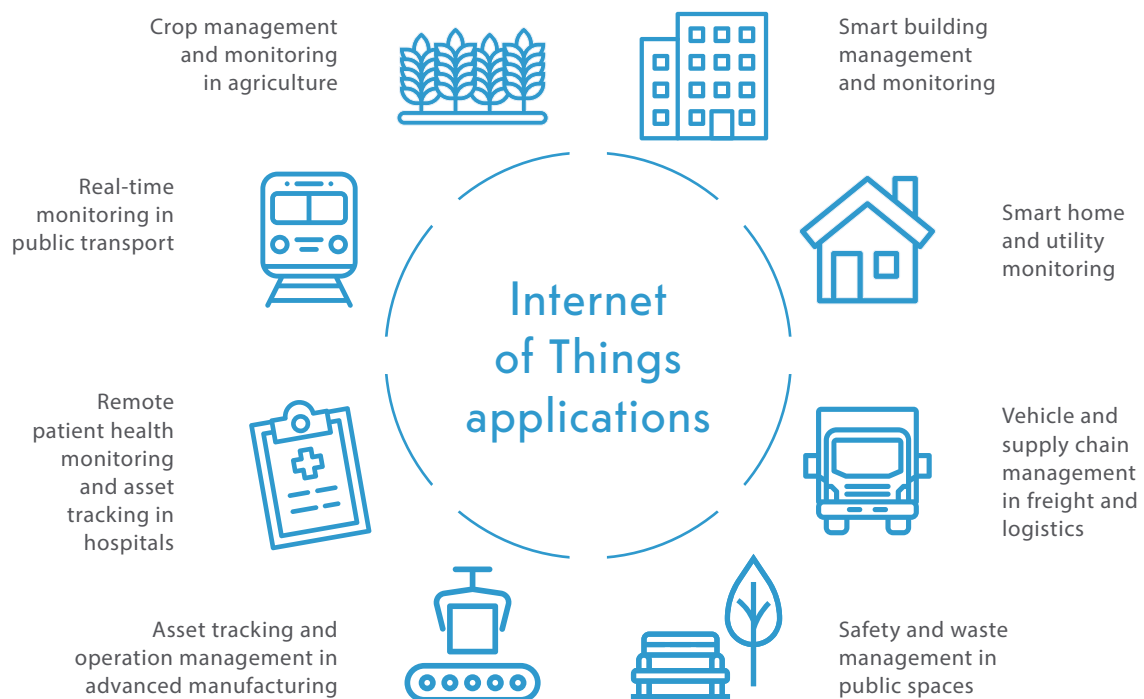 Crop management
and monitoring
in agriculture
Smart building
management
and monitoring
Real-time
monitoring in
public transport
Smart home
and utility
monitoring
Internet
of Things
applications
Remote
patient health
monitoring
and asset
tracking in
hospitals
Vehicle and
supply chain
management
in freight and
logistics
Asset tracking and
operation management in
advanced manufacturing
Safety and waste
management in
public spaces